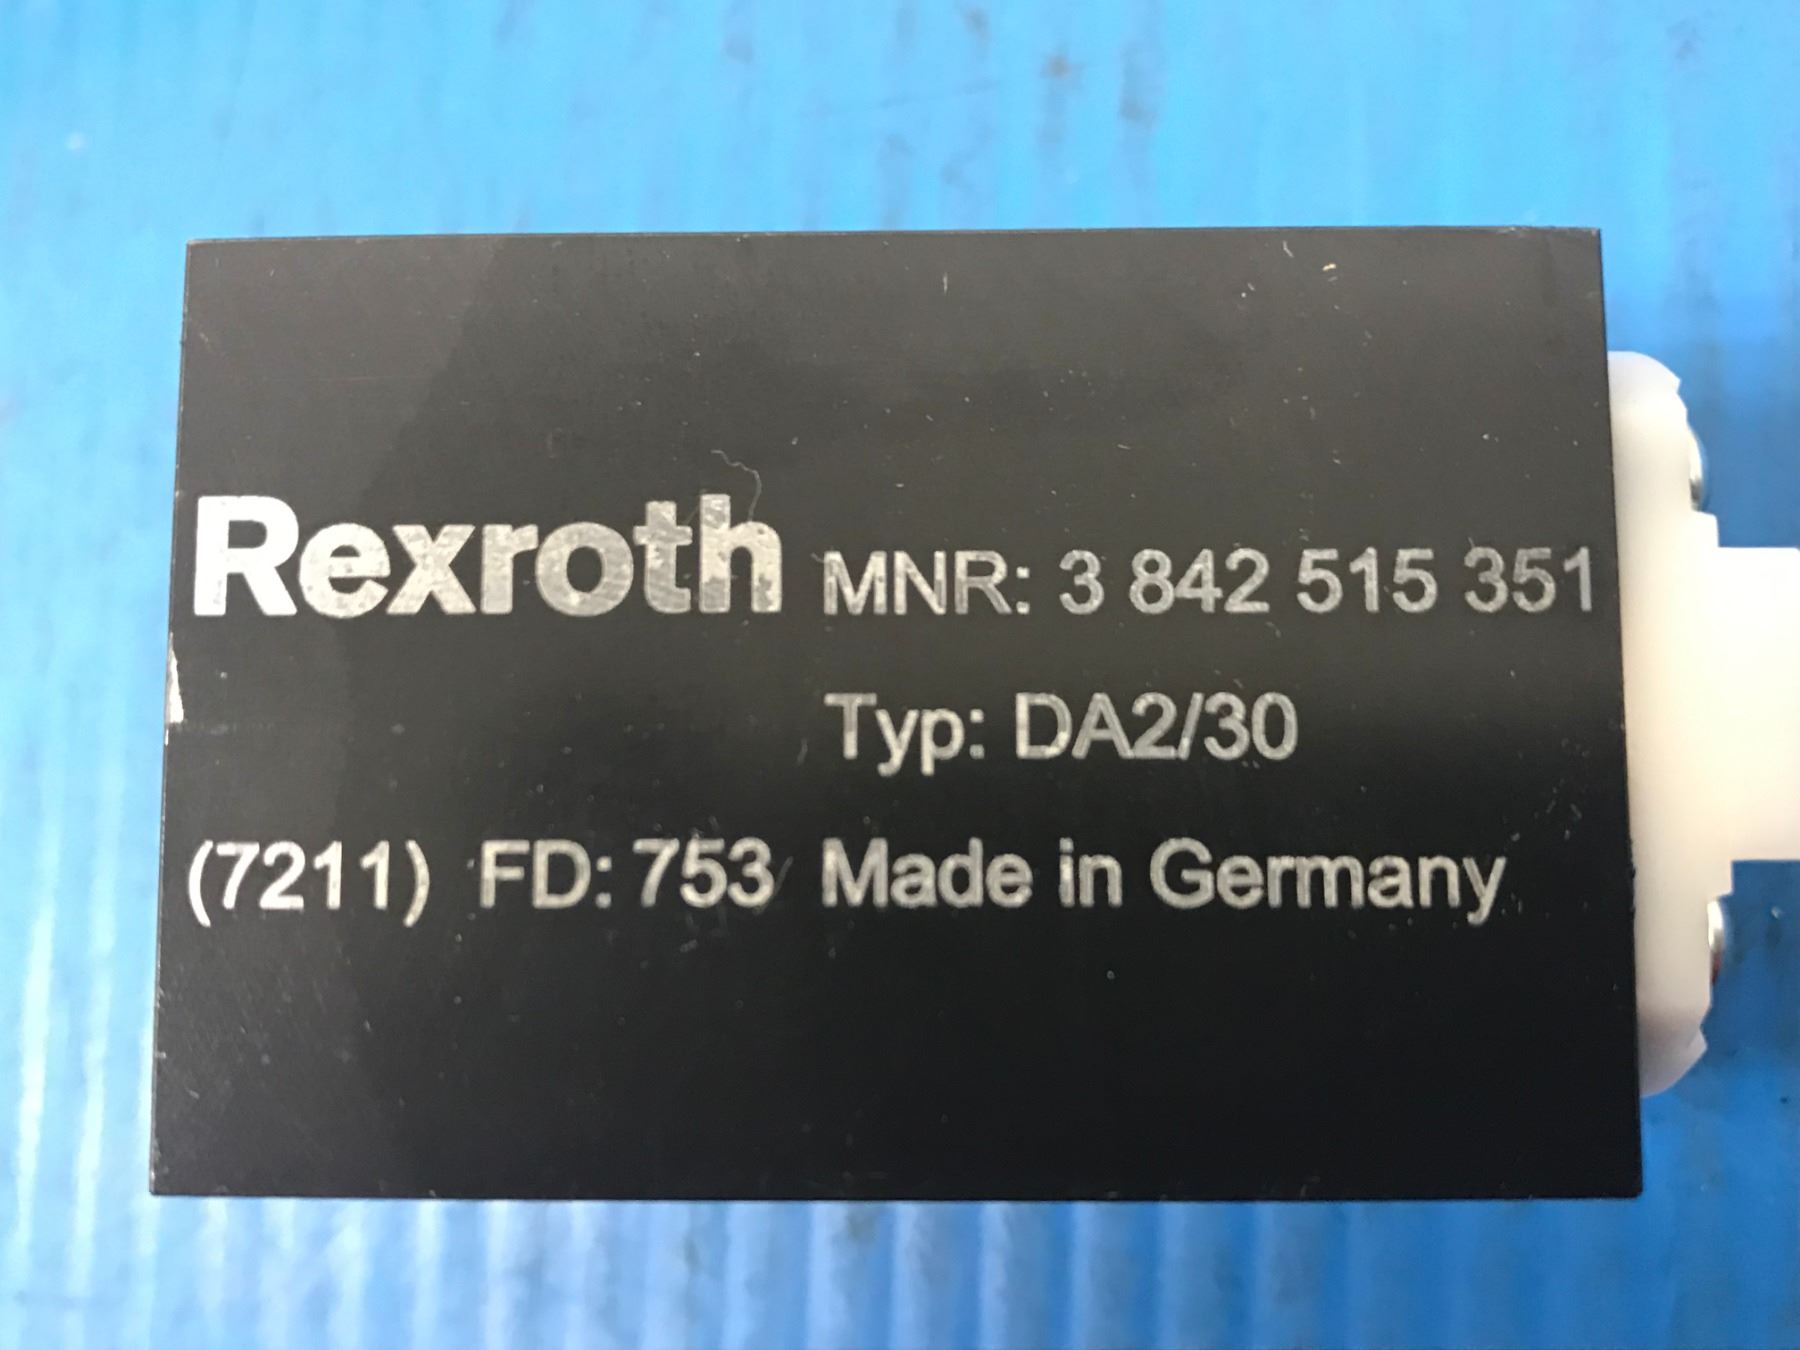 Rexroth MNR: 3 842 515 351
Typ: DA2/30
(7211) FD: 753 Made in Germany